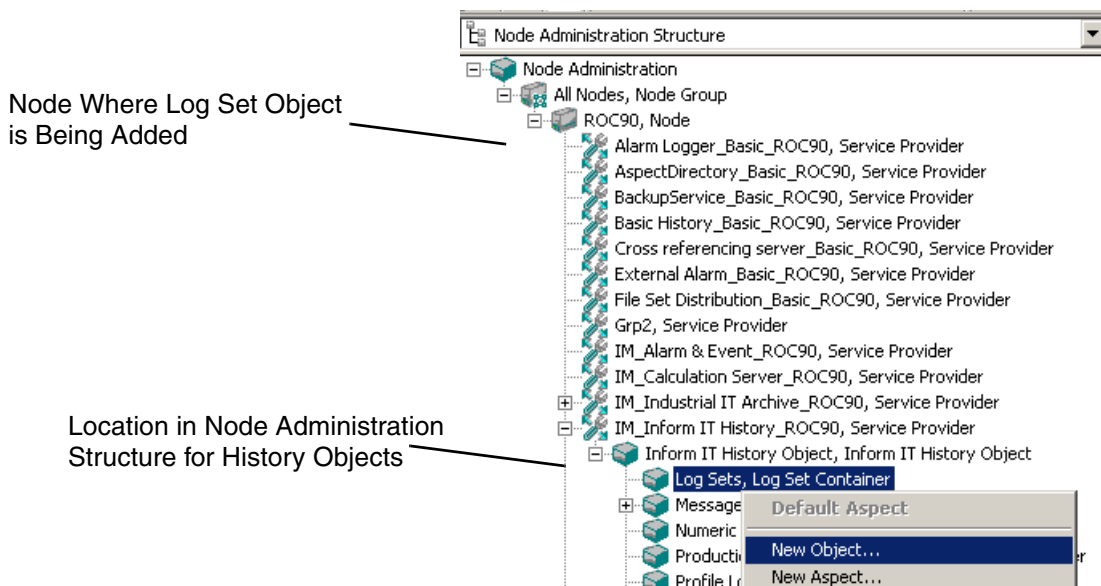 Node Administration Structure
Node Administration
All Nodes, Node Group
Node Where Log Set Object
is Being Added
ROC90, Node
Alarm Logger_Basic_ROC90, Service Provider
AspectDirectory_Basic_ROC90, Service Provider
BackupService_Basic_ROC90, Service Provider
Basic History_Basic_ROC90, Service Provider
Cross referencing server_Basic_ROC90, Service Provider
External Alarm_Basic_ROC90, Service Provider
File Set Distribution_Basic_ROC90, Service Provider
Grp2, Service Provider
IM_Alarm & Event_ROC90, Service Provider
IM_Calculation Server_ROC90, Service Provider
IM_Industrial IT Archive_ROC90, Service Provider
Location in Node Administration
Structure for History Objects
IM_Inform IT History_ROC90, Service Provider
Inform IT History Object, Inform IT History Object
Log Sets, Log Set Container
Message
Default Aspect
Numeric
New Object...
Producti
New Aspect...
Profile